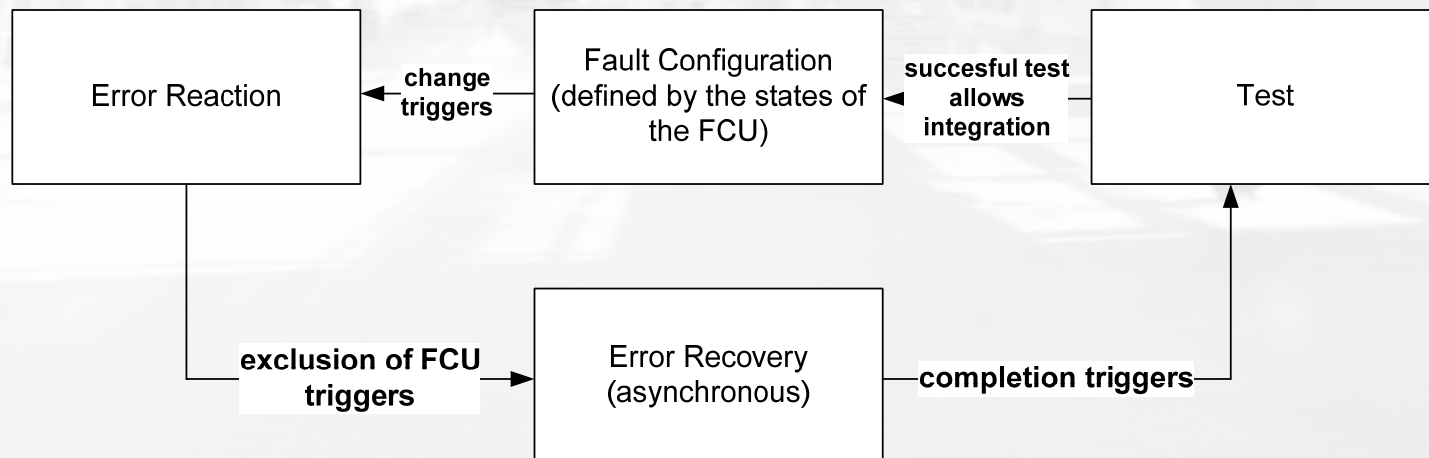 Error Reaction
change
triggers
Fault Configuration
(defined by the states of
the FCU)
succesful test
allows
integration
Test
exclusion of FCU
triggers
Error Recovery
(asynchronous)
completion triggers